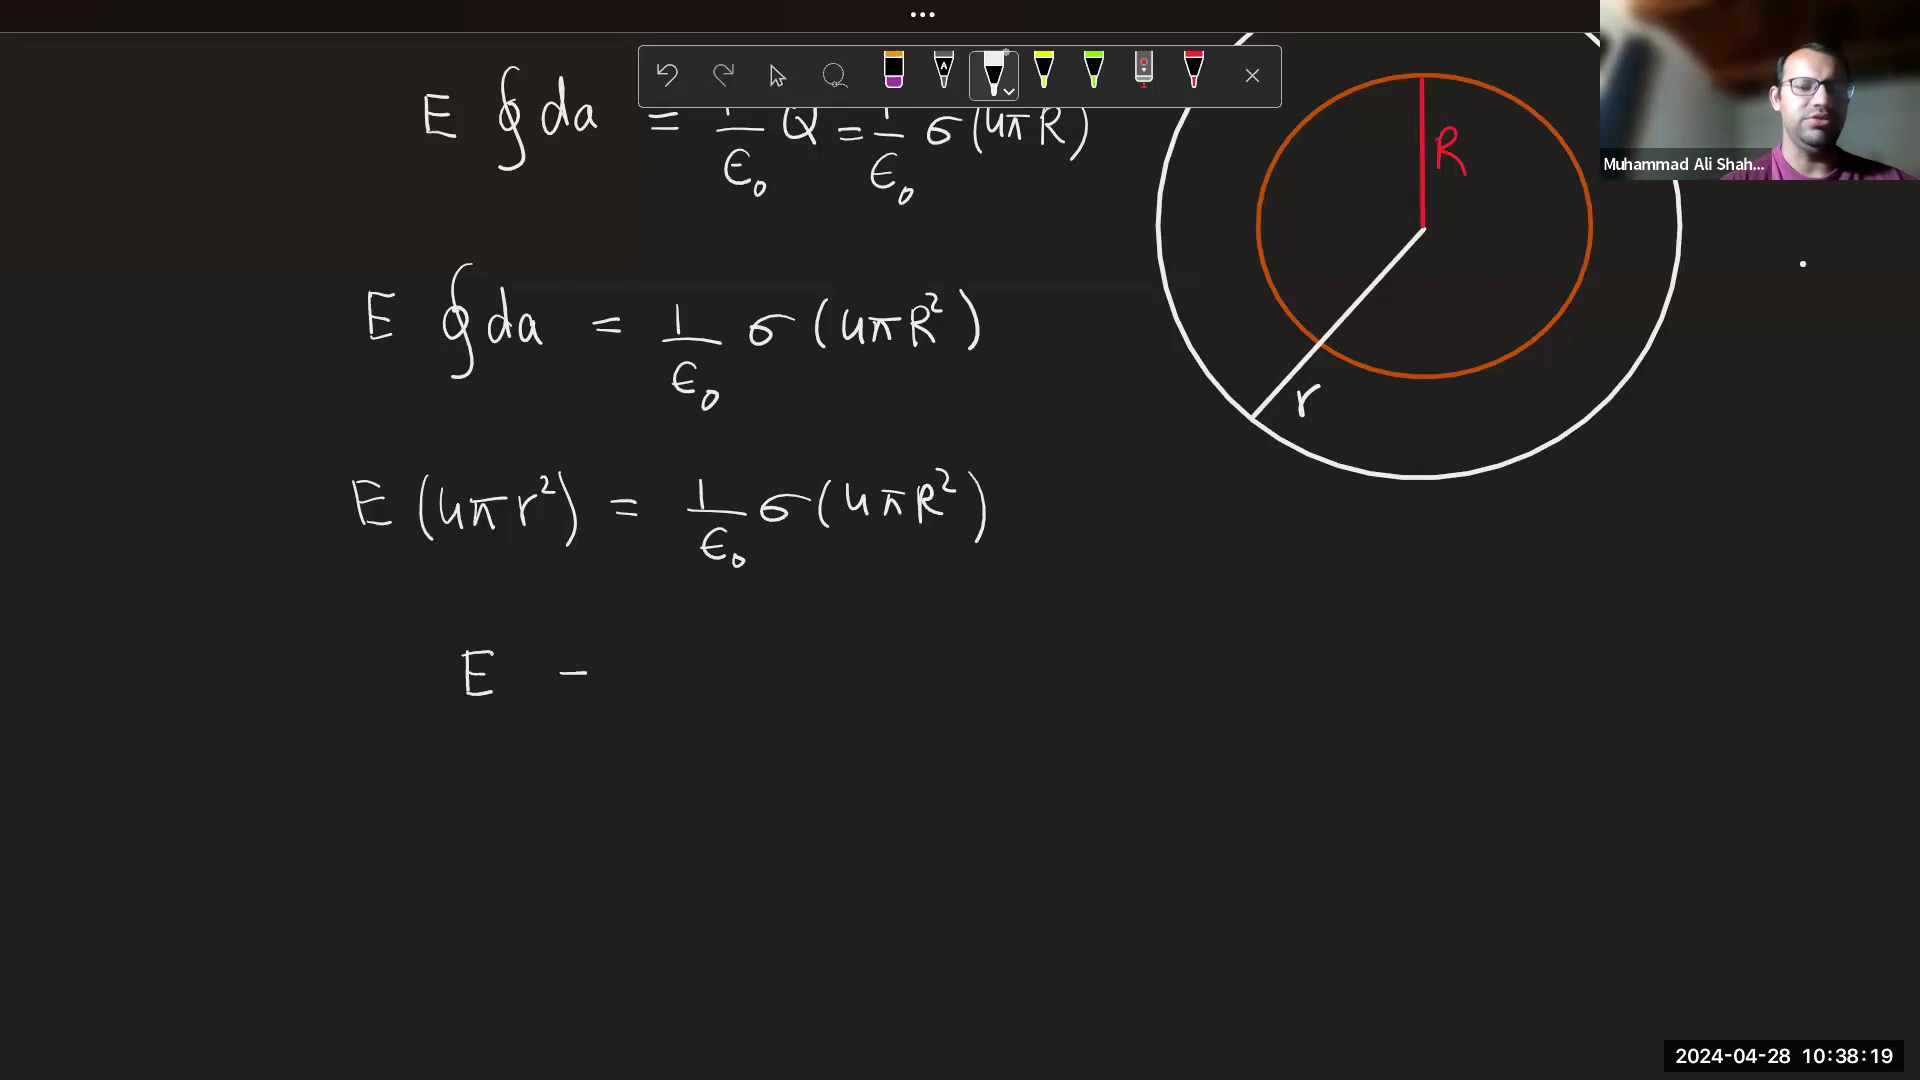 ...
E ∮ da = 1/ε₀ Q = 1/ε₀ σ (4π R)
R
Muhammad Ali Shah...
E ∮ da = 1/ε₀ σ (4πR²)
r
E (4πr²) = 1/ε₀ σ (4πR²)
E –
2024-04-28 10:38:19